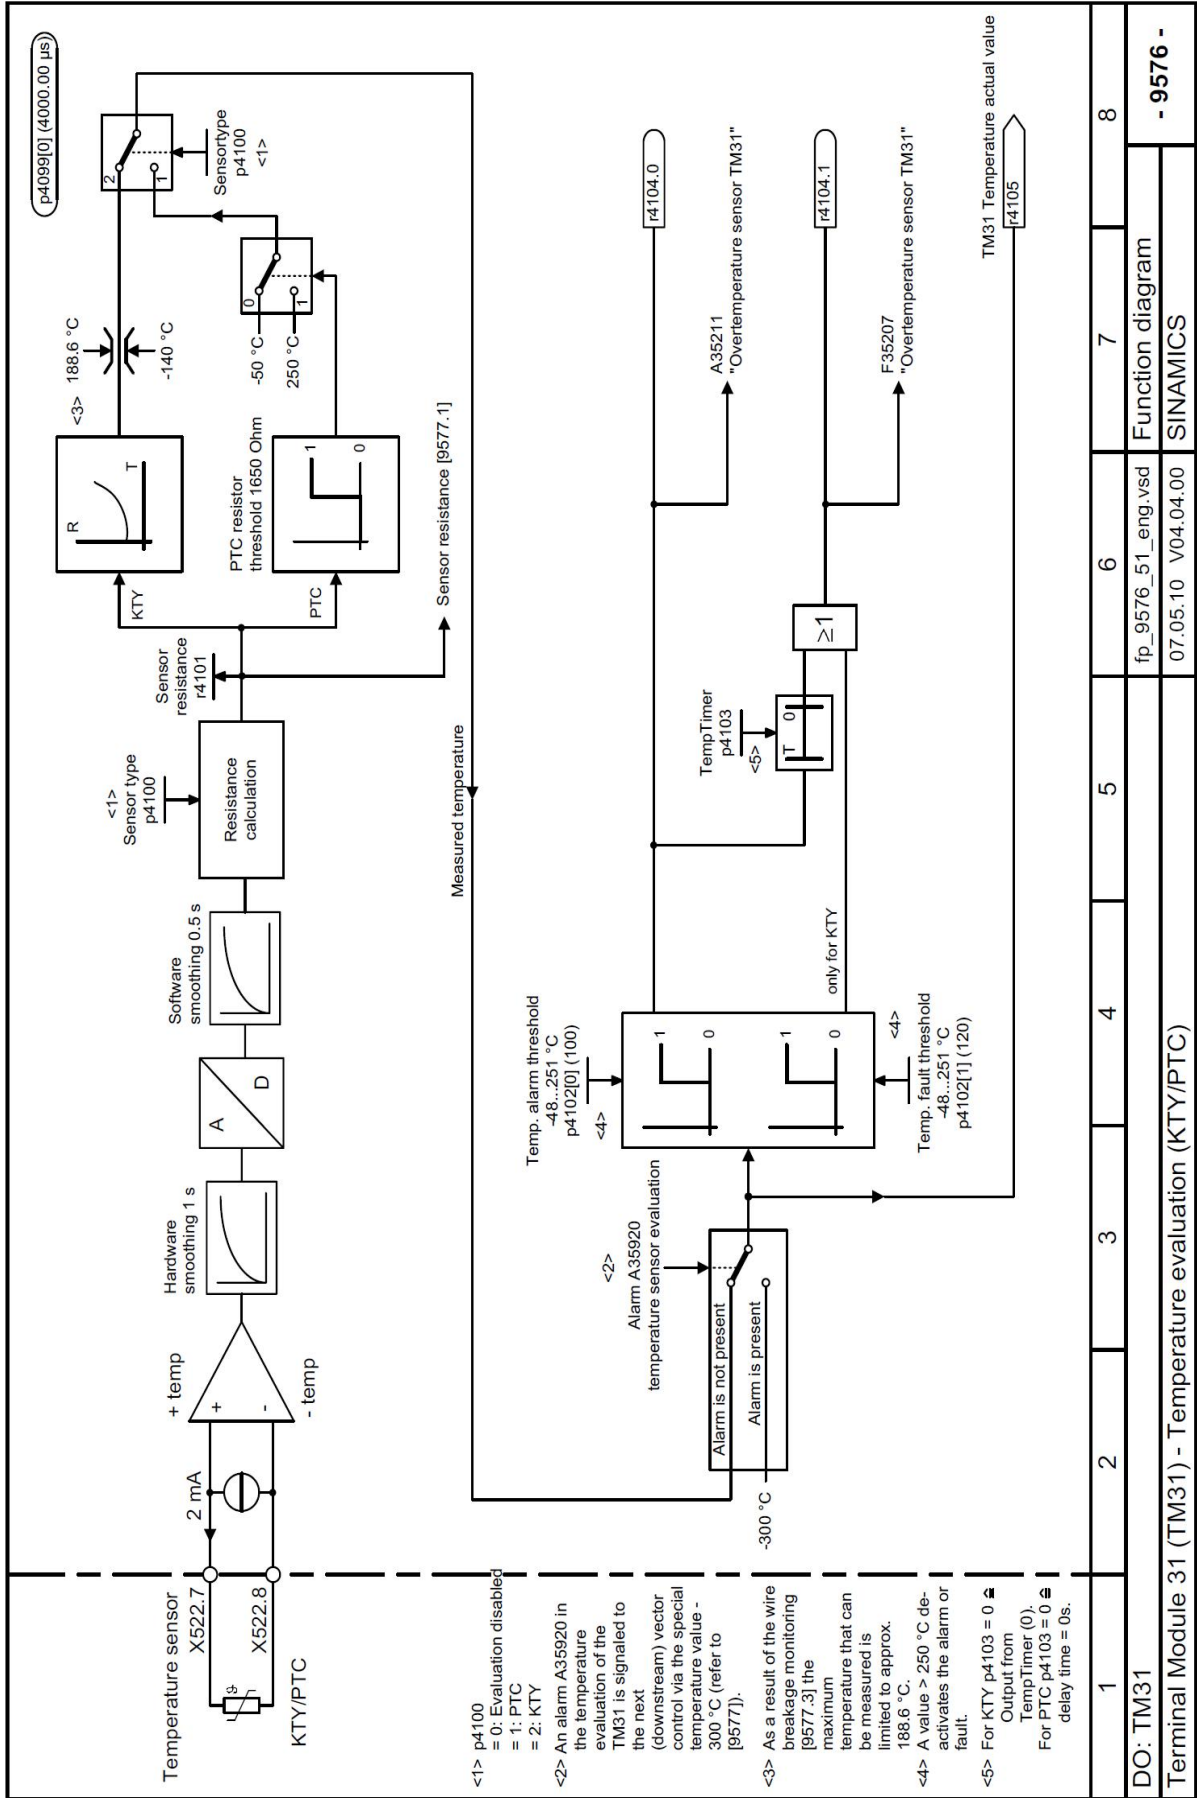 p4099[0] (4000.00 µs)
Temperature sensor
X522.7
X522.8
KTY/PTC
ϑ
2 mA
+ temp
- temp
+
-
Hardware
smoothing 1 s
A
D
Software
smoothing 0.5 s
<1>
Sensor type
p4100
Resistance
calculation
Sensor
resistance
r4101
KTY
PTC
R
T
PTC resistor
threshold 1650 Ohm
1
0
Sensor resistance [9577.1]
<3> 188.6 °C
-140 °C
-50 °C
250 °C
0
1
2
1
Sensortype
p4100
<1>
Measured temperature
<2>
Alarm A35920
temperature sensor evaluation
Alarm is not present
Alarm is present
-300 °C
Temp. alarm threshold
-48...251 °C
p4102[0] (100)
<4>
1
0
1
0
<4>
Temp. fault threshold
-48...251 °C
p4102[1] (120)
only for KTY
TempTimer
p4103
<5>
T 0
≥1
A35211
"Overtemperature sensor TM31"
r4104.0
F35207
"Overtemperature sensor TM31"
r4104.1
TM31 Temperature actual value
r4105
<1> p4100
= 0: Evaluation disabled
= 1: PTC
= 2: KTY
<2> An alarm A35920 in
the temperature
evaluation of the
TM31 is signaled to
the next
(downstream) vector
control via the special
temperature value -
300 °C (refer to
[9577]).
<3> As a result of the wire
breakage monitoring
[9577.3] the
maximum
temperature that can
be measured is
limited to approx.
188.6 °C.
<4> A value > 250 °C de-
activates the alarm or
fault.
<5> For KTY p4103 = 0 ≙
Output from
TempTimer (0).
For PTC p4103 = 0 ≙
delay time = 0s.
1 2 3 4 5 6 7 8
DO: TM31
fp_9576_51_eng.vsd
Function diagram
- 9576 -
Terminal Module 31 (TM31) - Temperature evaluation (KTY/PTC)
07.05.10 V04.04.00
SINAMICS